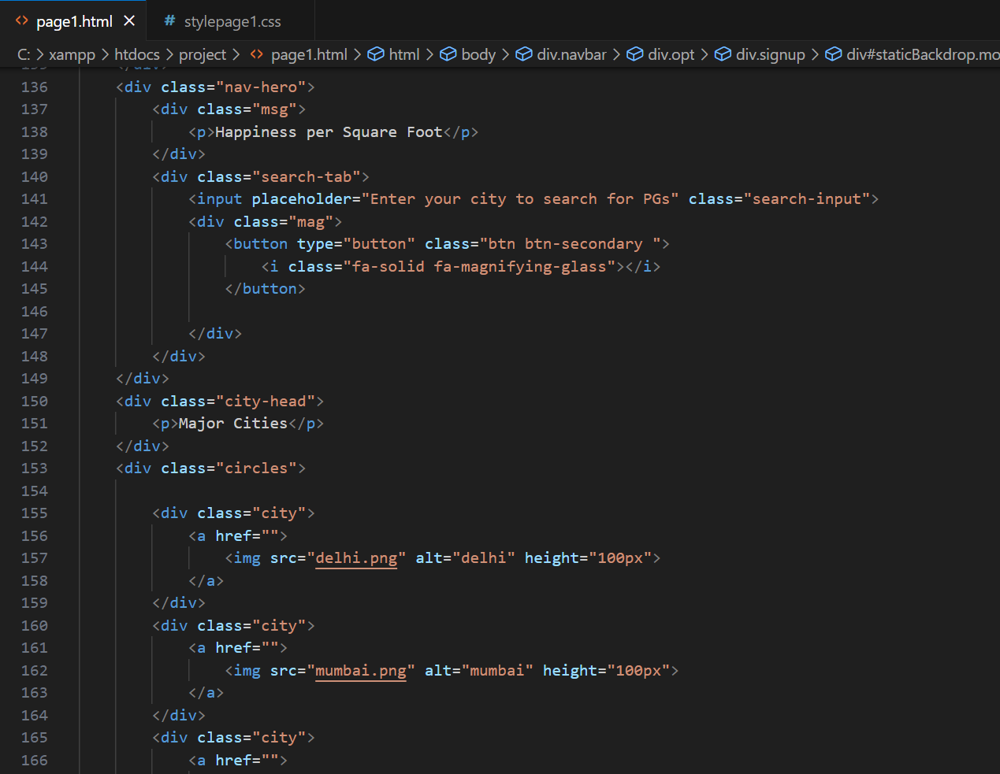 page1.html
# stylepage1.css
C: > xampp > htdocs > project > page1.html > html > body > div.navbar > div.opt > div.signup > div#staticBackdrop.mo
135 </div>
136 <div class="nav-hero">
137 <div class="msg">
138 <p>Happiness per Square Foot</p>
139 </div>
140 <div class="search-tab">
141 <input placeholder="Enter your city to search for PGs" class="search-input">
142 <div class="mag">
143 <button type="button" class="btn btn-secondary ">
144 <i class="fa-solid fa-magnifying-glass"></i>
145 </button>
146
147 </div>
148 </div>
149 </div>
150 <div class="city-head">
151 <p>Major Cities</p>
152 </div>
153 <div class="circles">
154
155 <div class="city">
156 <a href="">
157 <img src="delhi.png" alt="delhi" height="100px">
158 </a>
159 </div>
160 <div class="city">
161 <a href="">
162 <img src="mumbai.png" alt="mumbai" height="100px">
163 </a>
164 </div>
165 <div class="city">
166 <a href="">